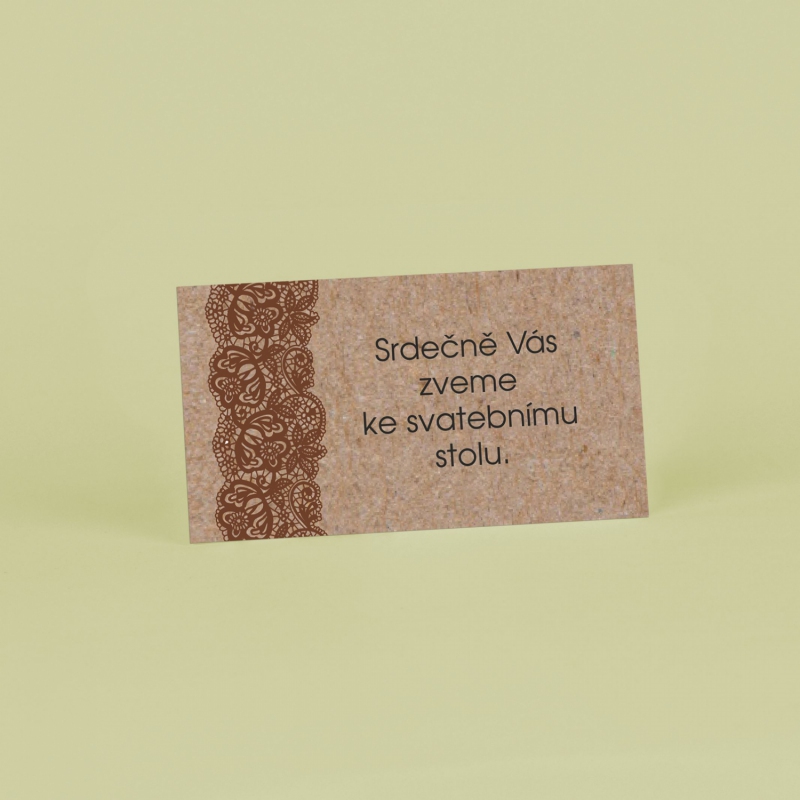 Srdečně Vás
zveme
ke svatebnímu
stolu.